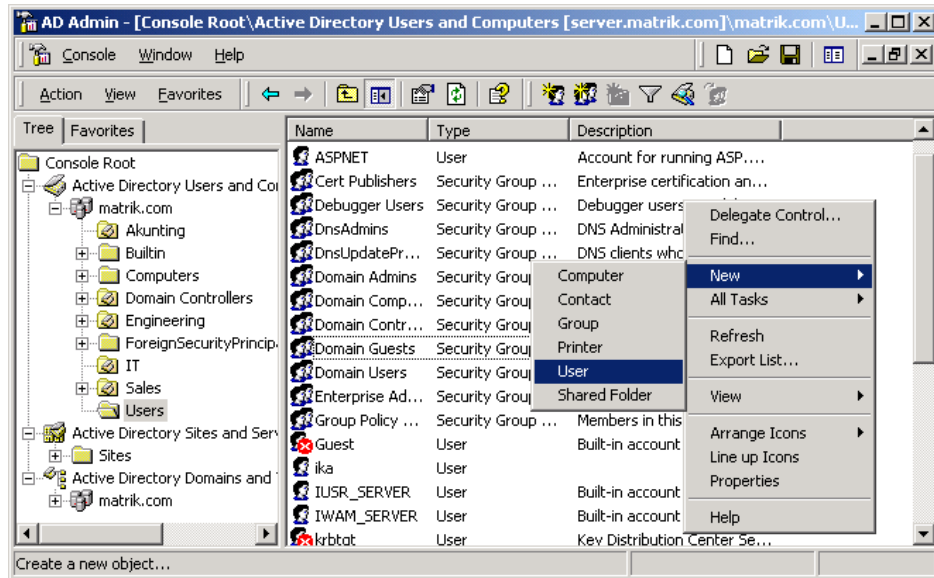 AD Admin - [Console Root\Active Directory Users and Computers [server.matrik.com]\matrik.com\U...
Console Window Help
Action View Favorites
Tree Favorites
Name Type Description
Console Root
Active Directory Users and Co
matrik.com
Akunting
Builtin
Computers
Domain Controllers
Engineering
ForeignSecurityPrincip
IT
Sales
Users
Active Directory Sites and Ser
Sites
Active Directory Domains and
matrik.com
ASPNET User Account for running ASP....
Cert Publishers Security Group ... Enterprise certification an...
Debugger Users Security Group ... Debugger users
DnsAdmins Security Group ... DNS Administra
DnsUpdatePr... Security Group ... DNS clients who
Domain Admins Security Grou
Domain Comp... Security Grou
Domain Contr... Security Grou
Domain Guests Security Grou
Domain Users Security Grou
Enterprise Ad... Security Grou
Group Policy ... Security Group ... Members in this
Guest User Built-in account
ika User
IUSR_SERVER User Built-in account
IWAM_SERVER User Built-in account
krbtgt User Key Distribution Center Se...
Computer
Contact
Group
Printer
User
Shared Folder
Delegate Control...
Find...
New
All Tasks
Refresh
Export List...
View
Arrange Icons
Line up Icons
Properties
Help
Create a new object...